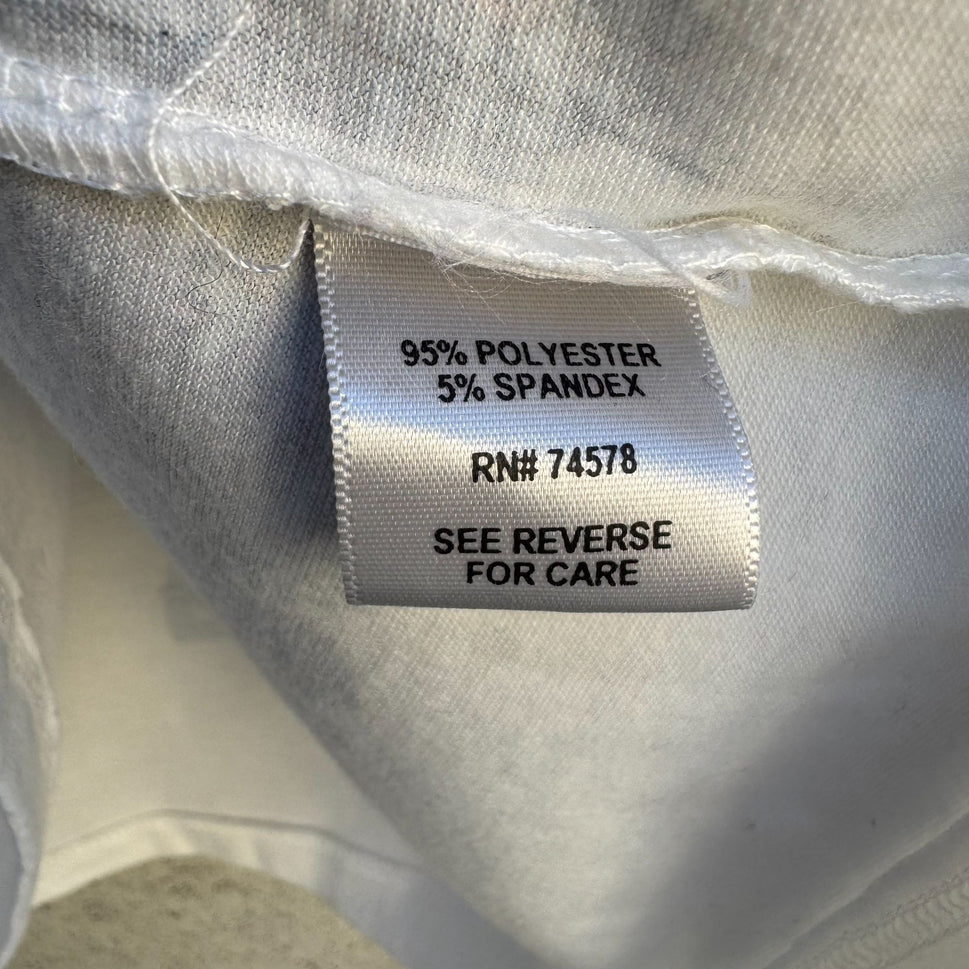 95% POLYESTER
5% SPANDEX
RN# 74578
SEE REVERSE
FOR CARE